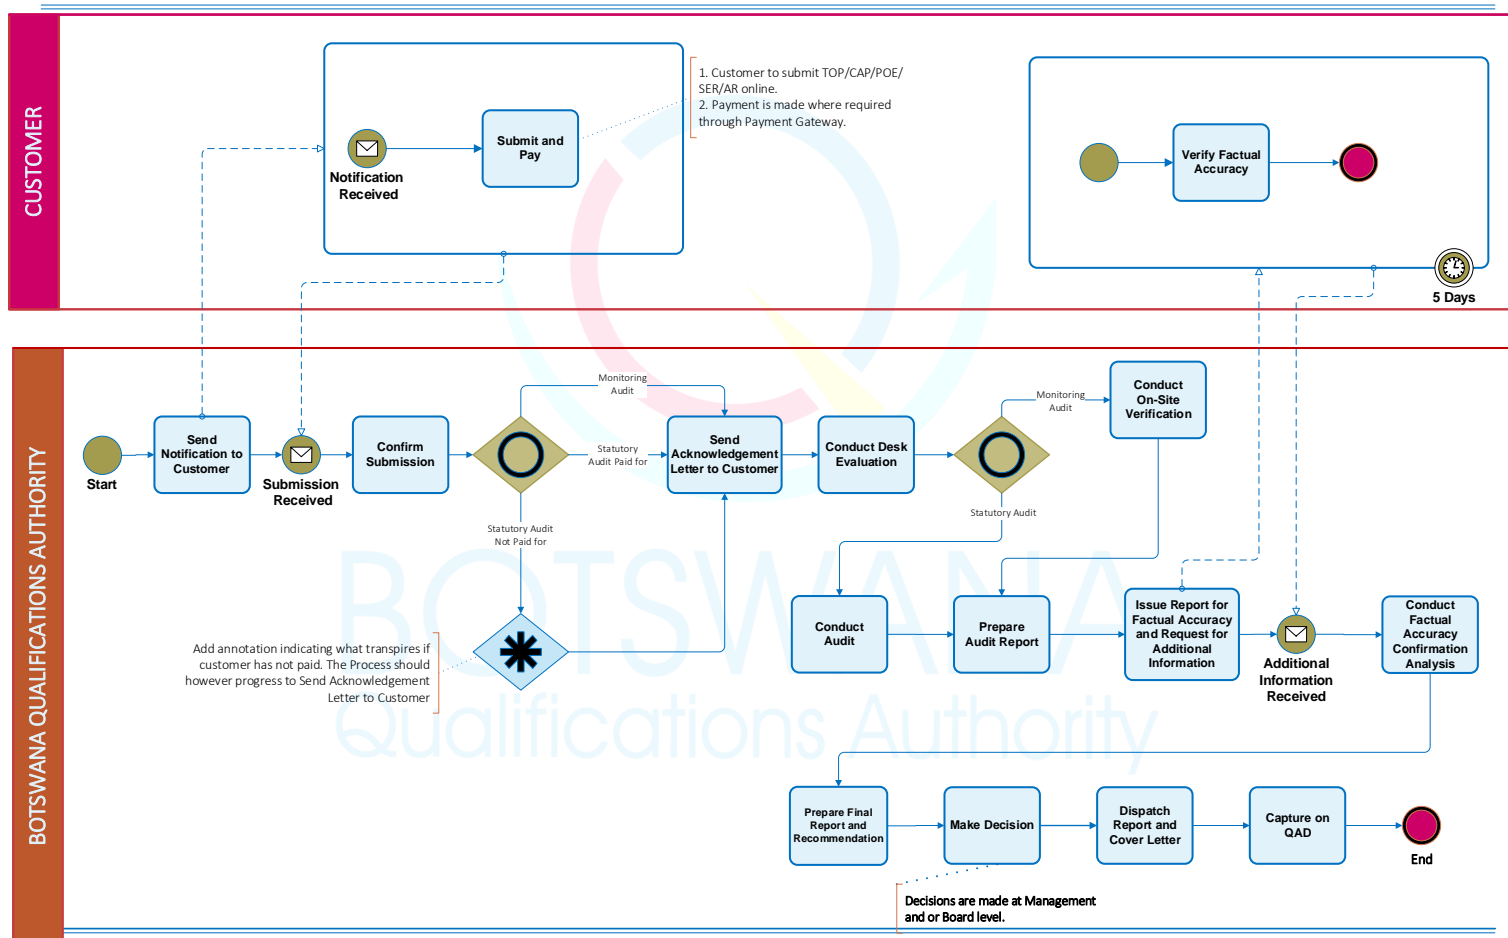 CUSTOMER
1. Customer to submit TOP/CAP/POE/
SER/AR online.
2. Payment is made where required
through Payment Gateway.
Submit and
Pay
Notification
Received
Verify Factual
Accuracy
5 Days
BOTSWANA QUALIFICATIONS AUTHORITY
Start
Send
Notification to
Customer
Submission
Received
Confirm
Submission
Monitoring
Audit
Statutory
Audit Paid for
Statutory Audit
Not Paid for
Send
Acknowledgement
Letter to Customer
Conduct Desk
Evaluation
Monitoring
Audit
Statutory Audit
Conduct
On-Site
Verification
Add annotation indicating what transpires if
customer has not paid. The Process should
however progress to Send Acknowledgement
Letter to Customer
Conduct
Audit
Prepare
Audit Report
Issue Report for
Factual Accuracy
and Request for
Additional
Information
Additional
Information
Received
Conduct
Factual
Accuracy
Confirmation
Analysis
BOTSWANA
Qualifications Authority
Prepare Final
Report and
Recommendation
Make Decision
Dispatch
Report and
Cover Letter
Capture on
QAD
End
Decisions are made at Management
and or Board level.